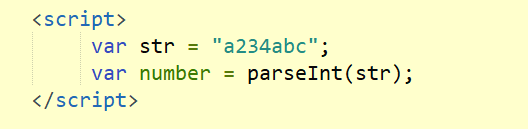 <script>
var str = "a234abc";
var number = parseInt(str);
</script>